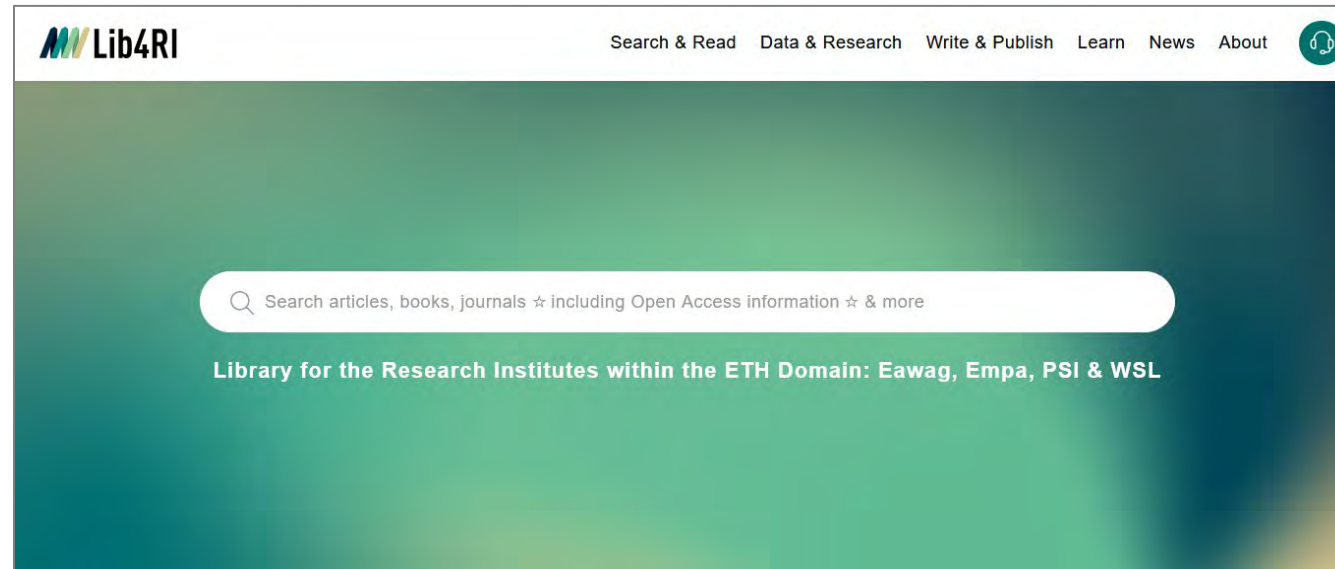 Lib4RI
Search & Read Data & Research Write & Publish Learn News About
Search articles, books, journals ☆ including Open Access information ☆ & more
Library for the Research Institutes within the ETH Domain: Eawag, Empa, PSI & WSL